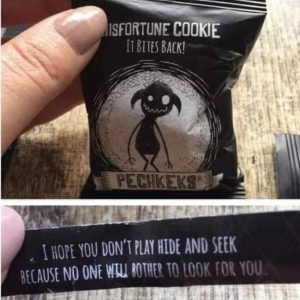 MISFORTUNE COOKIE
IT BITES BACK!
PECHKEKS®
I HOPE YOU DON'T PLAY HIDE AND SEEK
BECAUSE NO ONE WILL BOTHER TO LOOK FOR YOU.